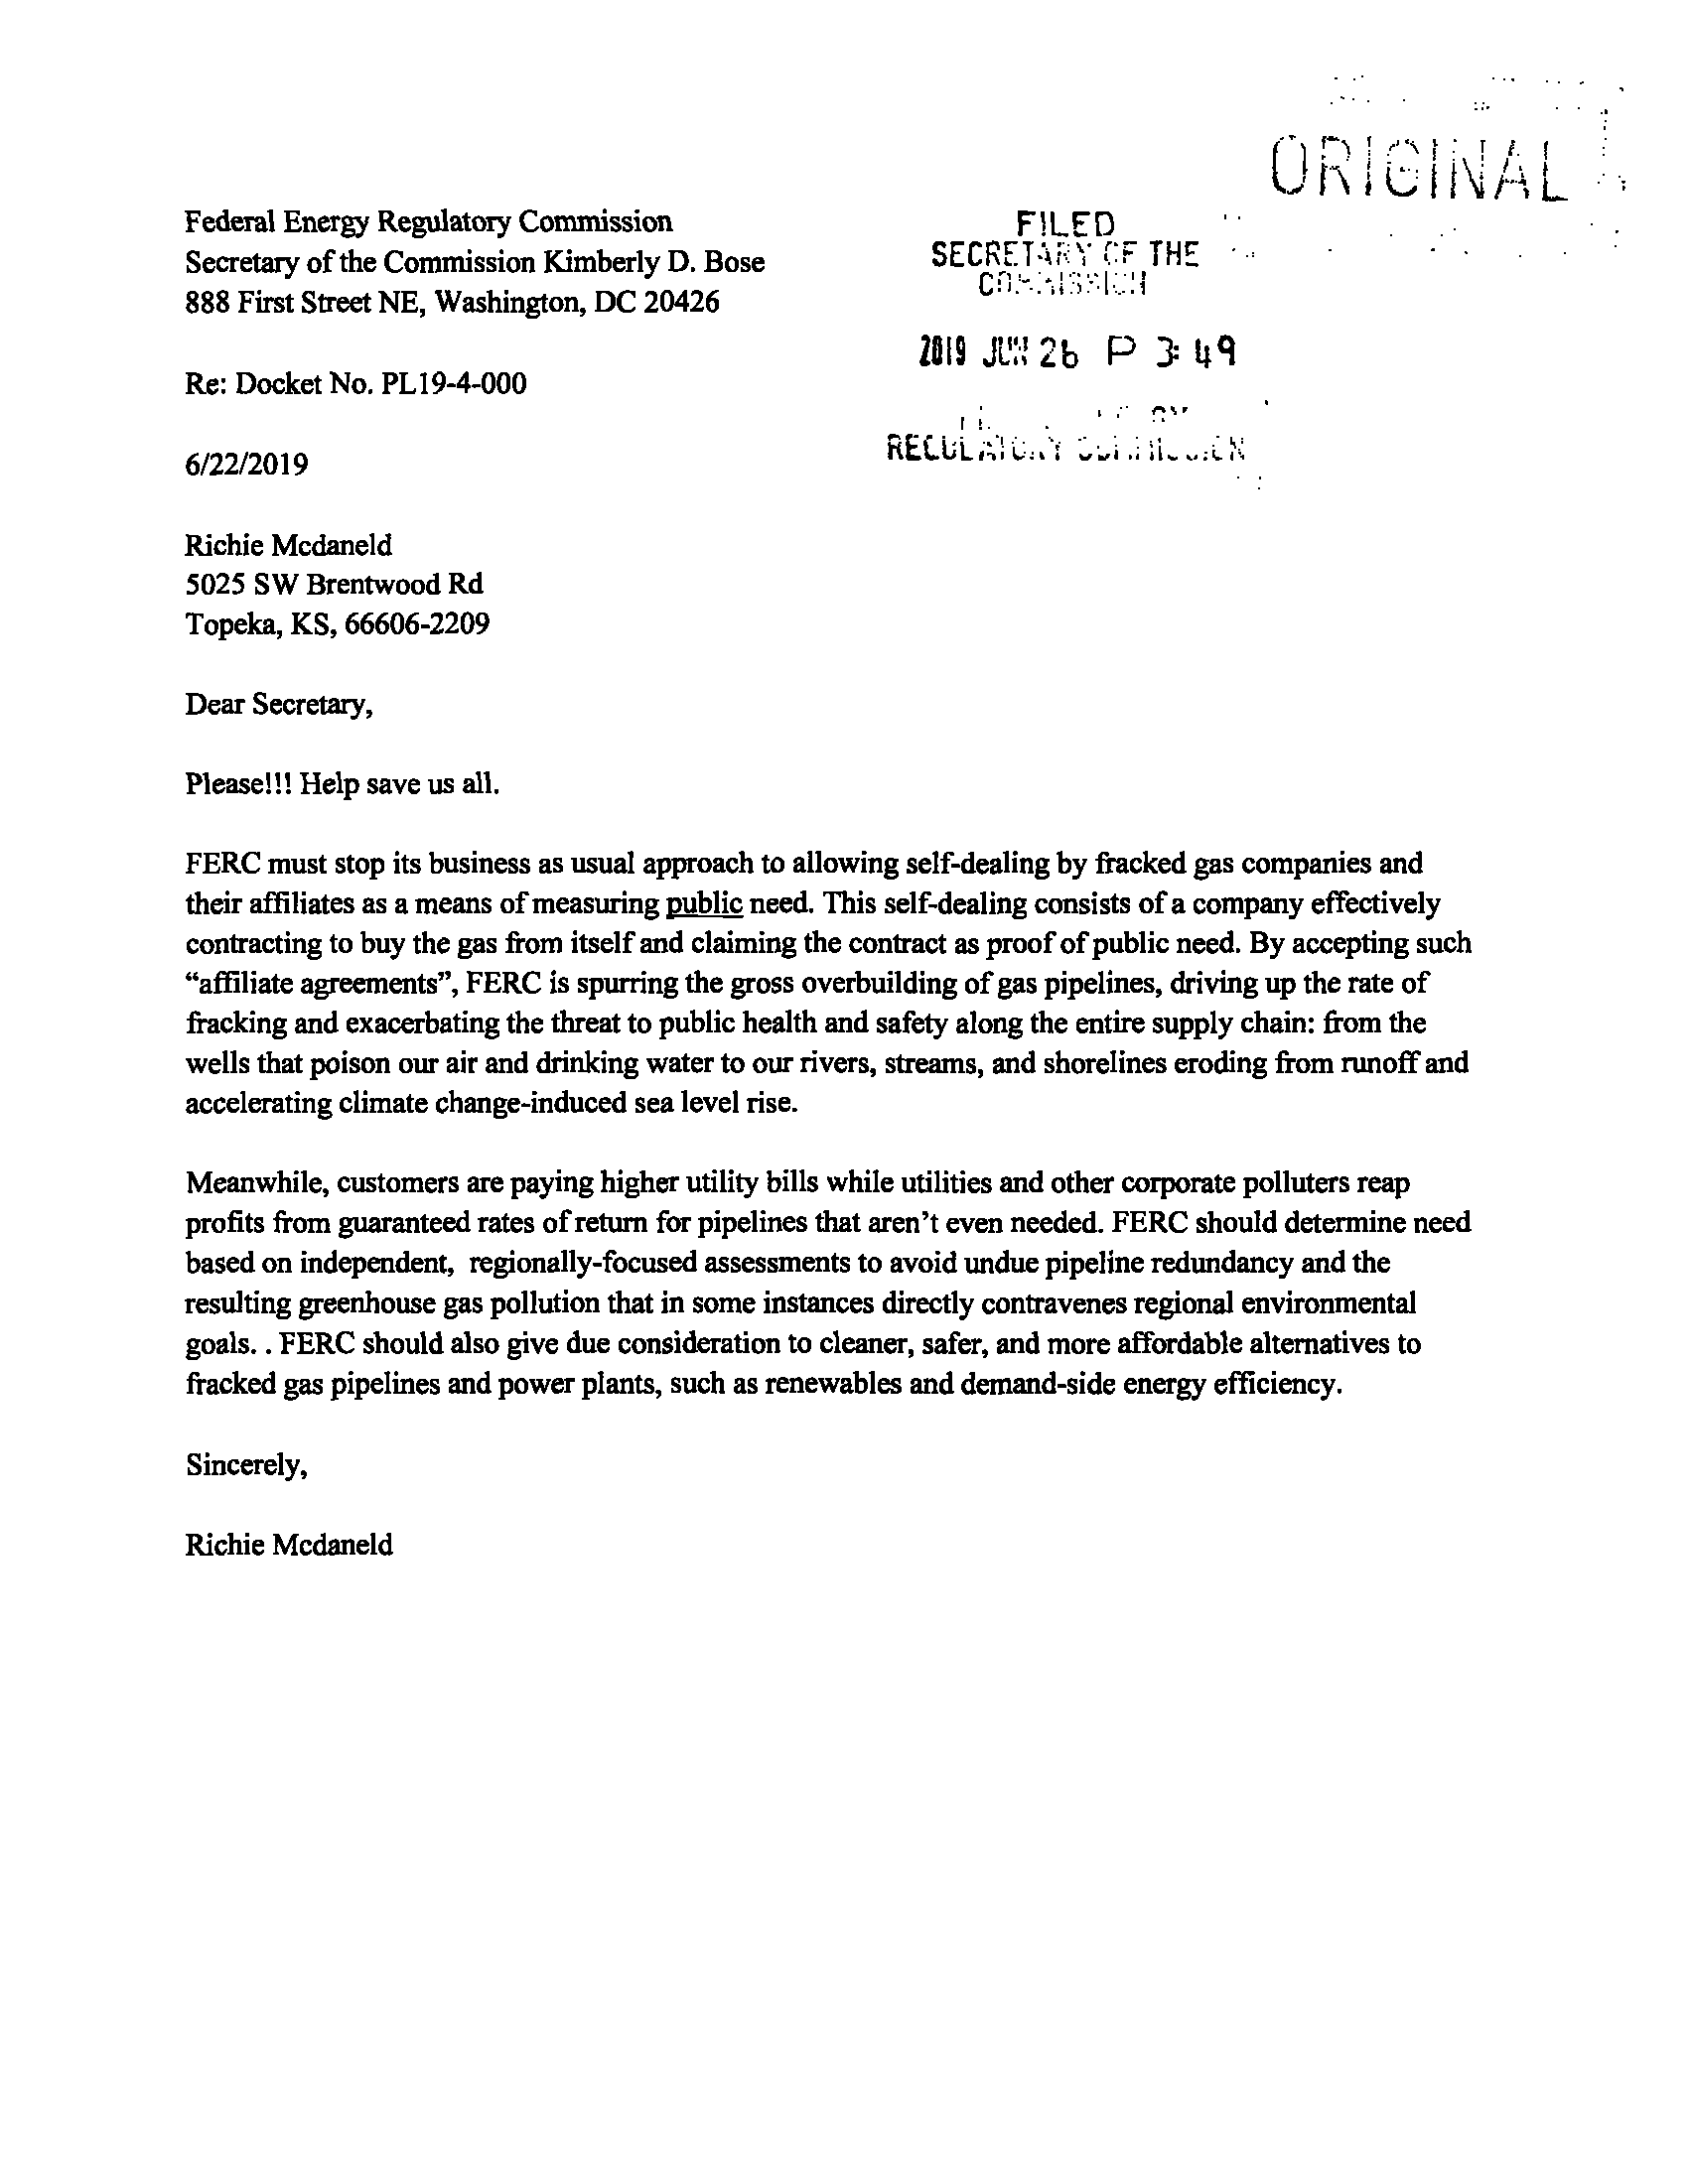 ORIGINAL
Federal Energy Regulatory Commission
Secretary of the Commission Kimberly D. Bose
888 First Street NE, Washington, DC 20426
FILED
SECRETARY OF THE
COMMISSION
2019 JUN 26 P 3:49
REGULATORY COMMISSION
Re: Docket No. PL19-4-000
6/22/2019
Richie Mcdaneld
5025 SW Brentwood Rd
Topeka, KS, 66606-2209
Dear Secretary,
Please!!! Help save us all.
FERC must stop its business as usual approach to allowing self-dealing by fracked gas companies and
their affiliates as a means of measuring public need. This self-dealing consists of a company effectively
contracting to buy the gas from itself and claiming the contract as proof of public need. By accepting such
“affiliate agreements”, FERC is spurring the gross overbuilding of gas pipelines, driving up the rate of
fracking and exacerbating the threat to public health and safety along the entire supply chain: from the
wells that poison our air and drinking water to our rivers, streams, and shorelines eroding from runoff and
accelerating climate change-induced sea level rise.
Meanwhile, customers are paying higher utility bills while utilities and other corporate polluters reap
profits from guaranteed rates of return for pipelines that aren’t even needed. FERC should determine need
based on independent,  regionally-focused assessments to avoid undue pipeline redundancy and the
resulting greenhouse gas pollution that in some instances directly contravenes regional environmental
goals. . FERC should also give due consideration to cleaner, safer, and more affordable alternatives to
fracked gas pipelines and power plants, such as renewables and demand-side energy efficiency.
Sincerely,
Richie Mcdaneld